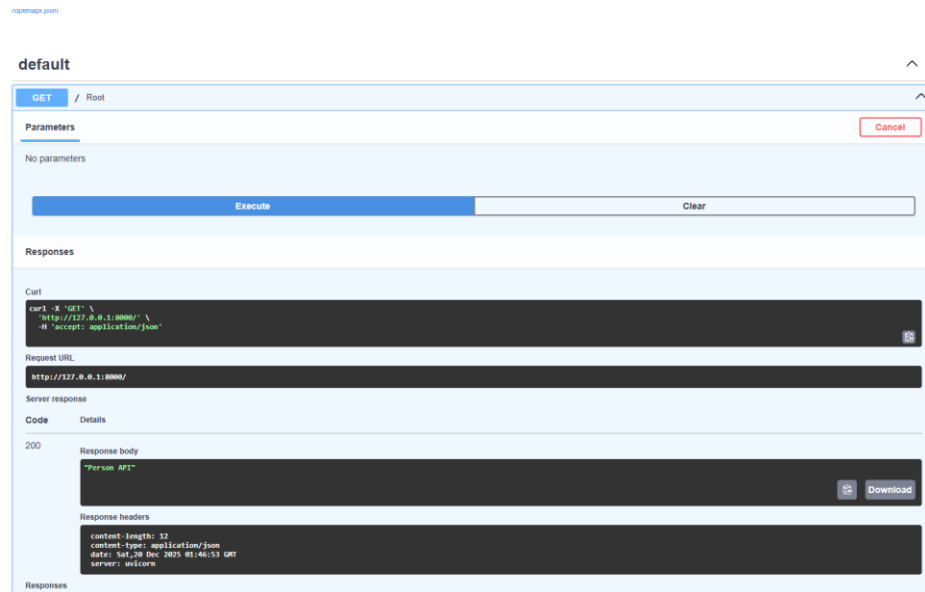 /openapi.json
default
GET / Root
Parameters
Cancel
No parameters
Execute
Clear
Responses
Curl
curl -X 'GET' \
'http://127.0.0.1:8000/' \
-H 'accept: application/json'
Request URL
http://127.0.0.1:8000/
Server response
Code Details
200
Response body
"Person API"
Download
Response headers
content-length: 12
content-type: application/json
date: Sat,20 Dec 2025 01:46:53 GMT
server: uvicorn
Responses